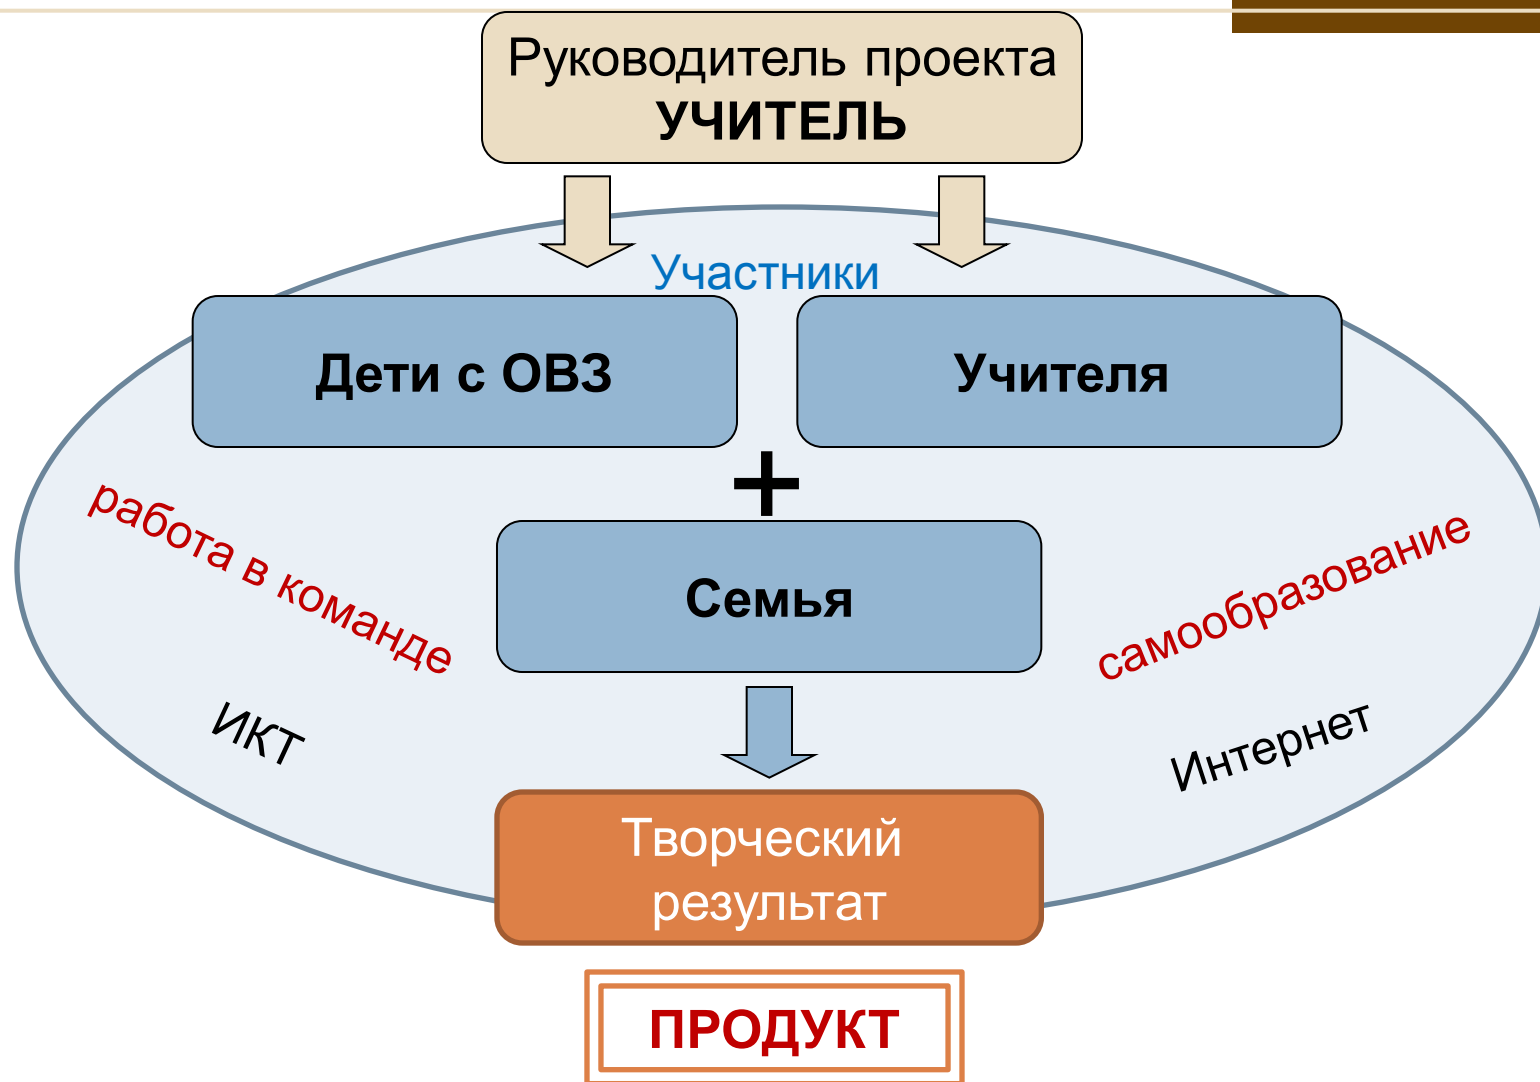 Руководитель проекта
УЧИТЕЛЬ
Участники
Дети с ОВЗ
Учителя
+
работа в команде
Семья
самообразование
ИКТ
Интернет
Творческий
результат
ПРОДУКТ